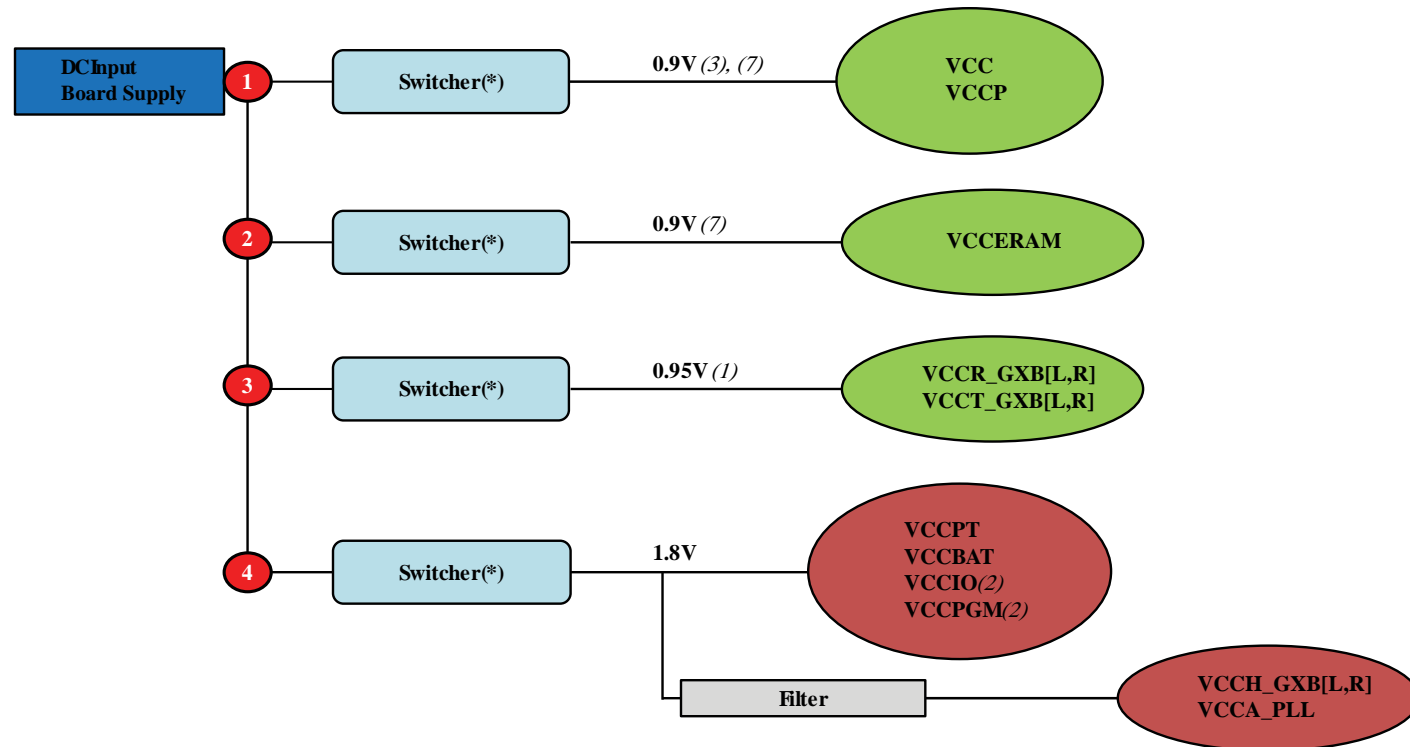 DCInput
Board Supply
1
Switcher(*)
0.9V (3), (7)
VCC
VCCP
2
Switcher(*)
0.9V (7)
VCCERAM
3
Switcher(*)
0.95V (1)
VCCR_GXB[L,R]
VCCT_GXB[L,R]
4
Switcher(*)
1.8V
VCCPT
VCCBAT
VCCIO(2)
VCCPGM(2)
Filter
VCCH_GXB[L,R]
VCCA_PLL